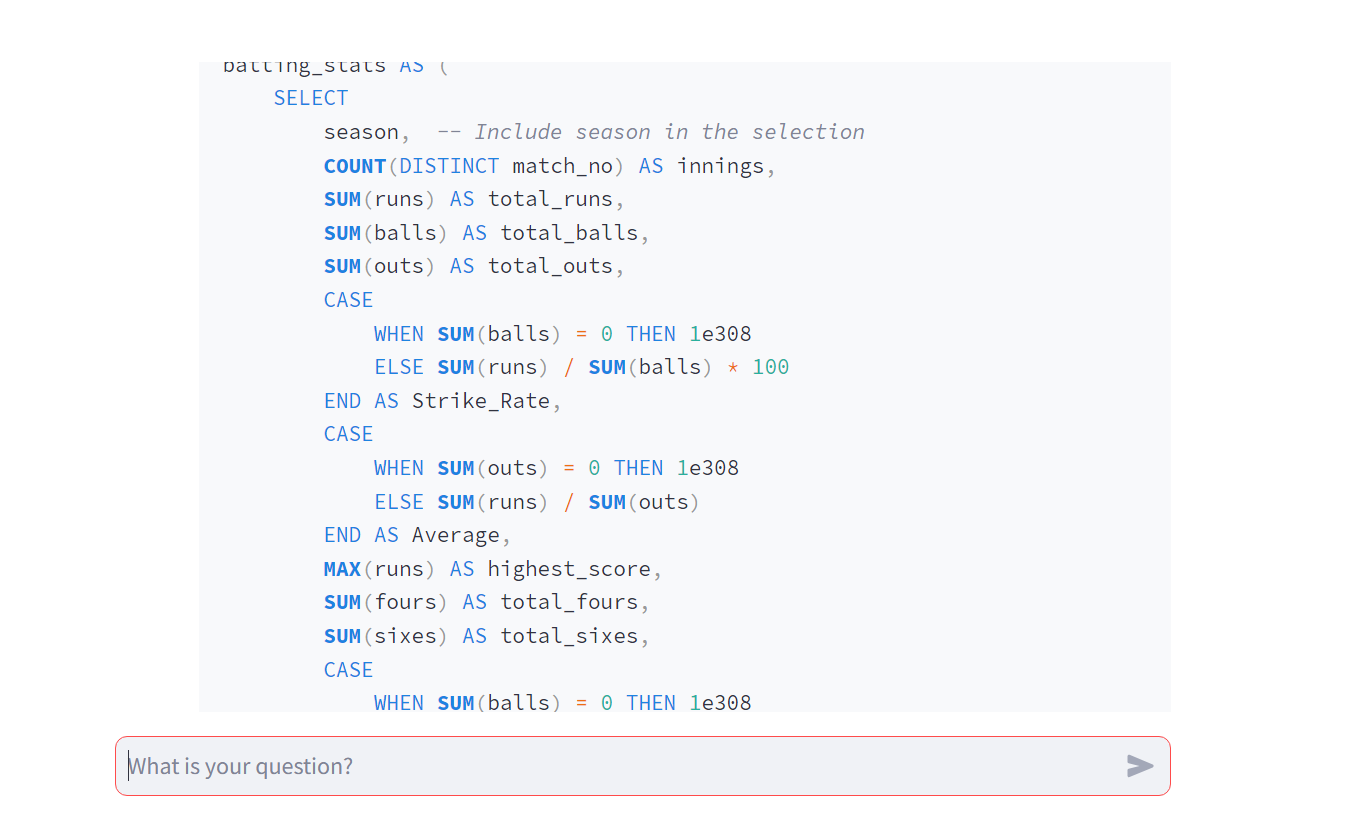 batting_stats AS (
SELECT
season,  -- Include season in the selection
COUNT(DISTINCT match_no) AS innings,
SUM(runs) AS total_runs,
SUM(balls) AS total_balls,
SUM(outs) AS total_outs,
CASE
WHEN SUM(balls) = 0 THEN 1e308
ELSE SUM(runs) / SUM(balls) * 100
END AS Strike_Rate,
CASE
WHEN SUM(outs) = 0 THEN 1e308
ELSE SUM(runs) / SUM(outs)
END AS Average,
MAX(runs) AS highest_score,
SUM(fours) AS total_fours,
SUM(sixes) AS total_sixes,
CASE
WHEN SUM(balls) = 0 THEN 1e308
What is your question?